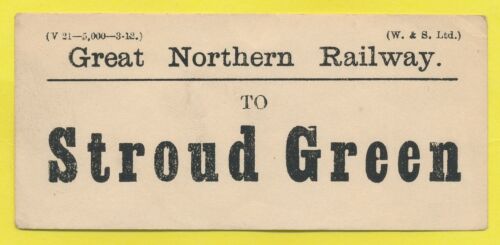 (V 21—5,000—3-12.) (W. & S. Ltd.)
Great Northern Railway.
TO
Stroud Green